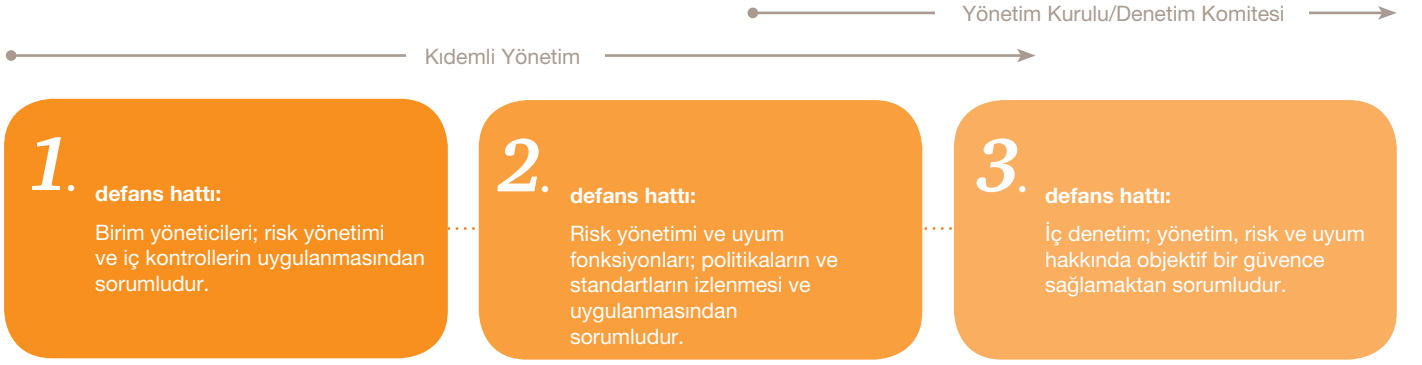 Yönetim Kurulu/Denetim Komitesi
Kıdemli Yönetim
1.
defans hattı:
Birim yöneticileri; risk yönetimi
ve iç kontrollerin uygulanmasından
sorumludur.
2.
defans hattı:
Risk yönetimi ve uyum
fonksiyonları; politikaların ve
standartların izlenmesi ve
uygulanmasından
sorumludur.
3.
defans hattı:
İç denetim; yönetim, risk ve uyum
hakkında objektif bir güvence
sağlamaktan sorumludur.